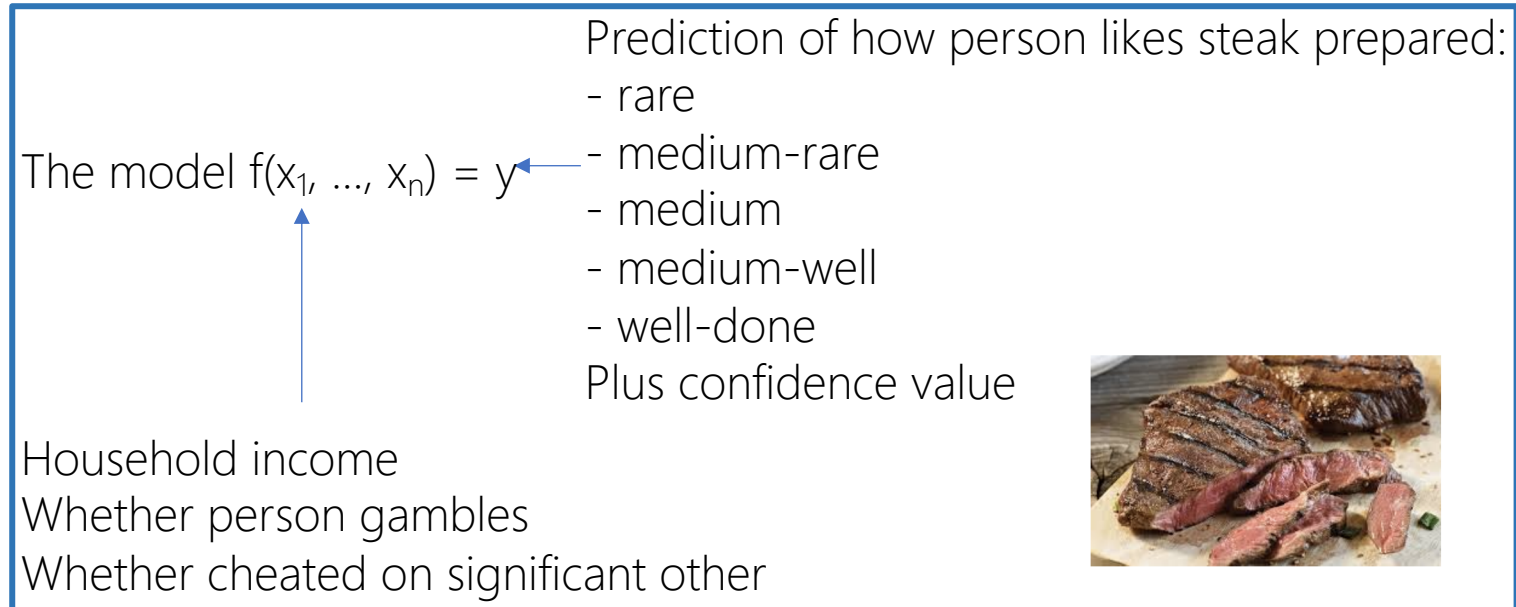 Prediction of how person likes steak prepared:
- rare
- medium-rare
- medium
- medium-well
- well-done
Plus confidence value
The model f(x₁, ..., xₙ) = y
Household income
Whether person gambles
Whether cheated on significant other